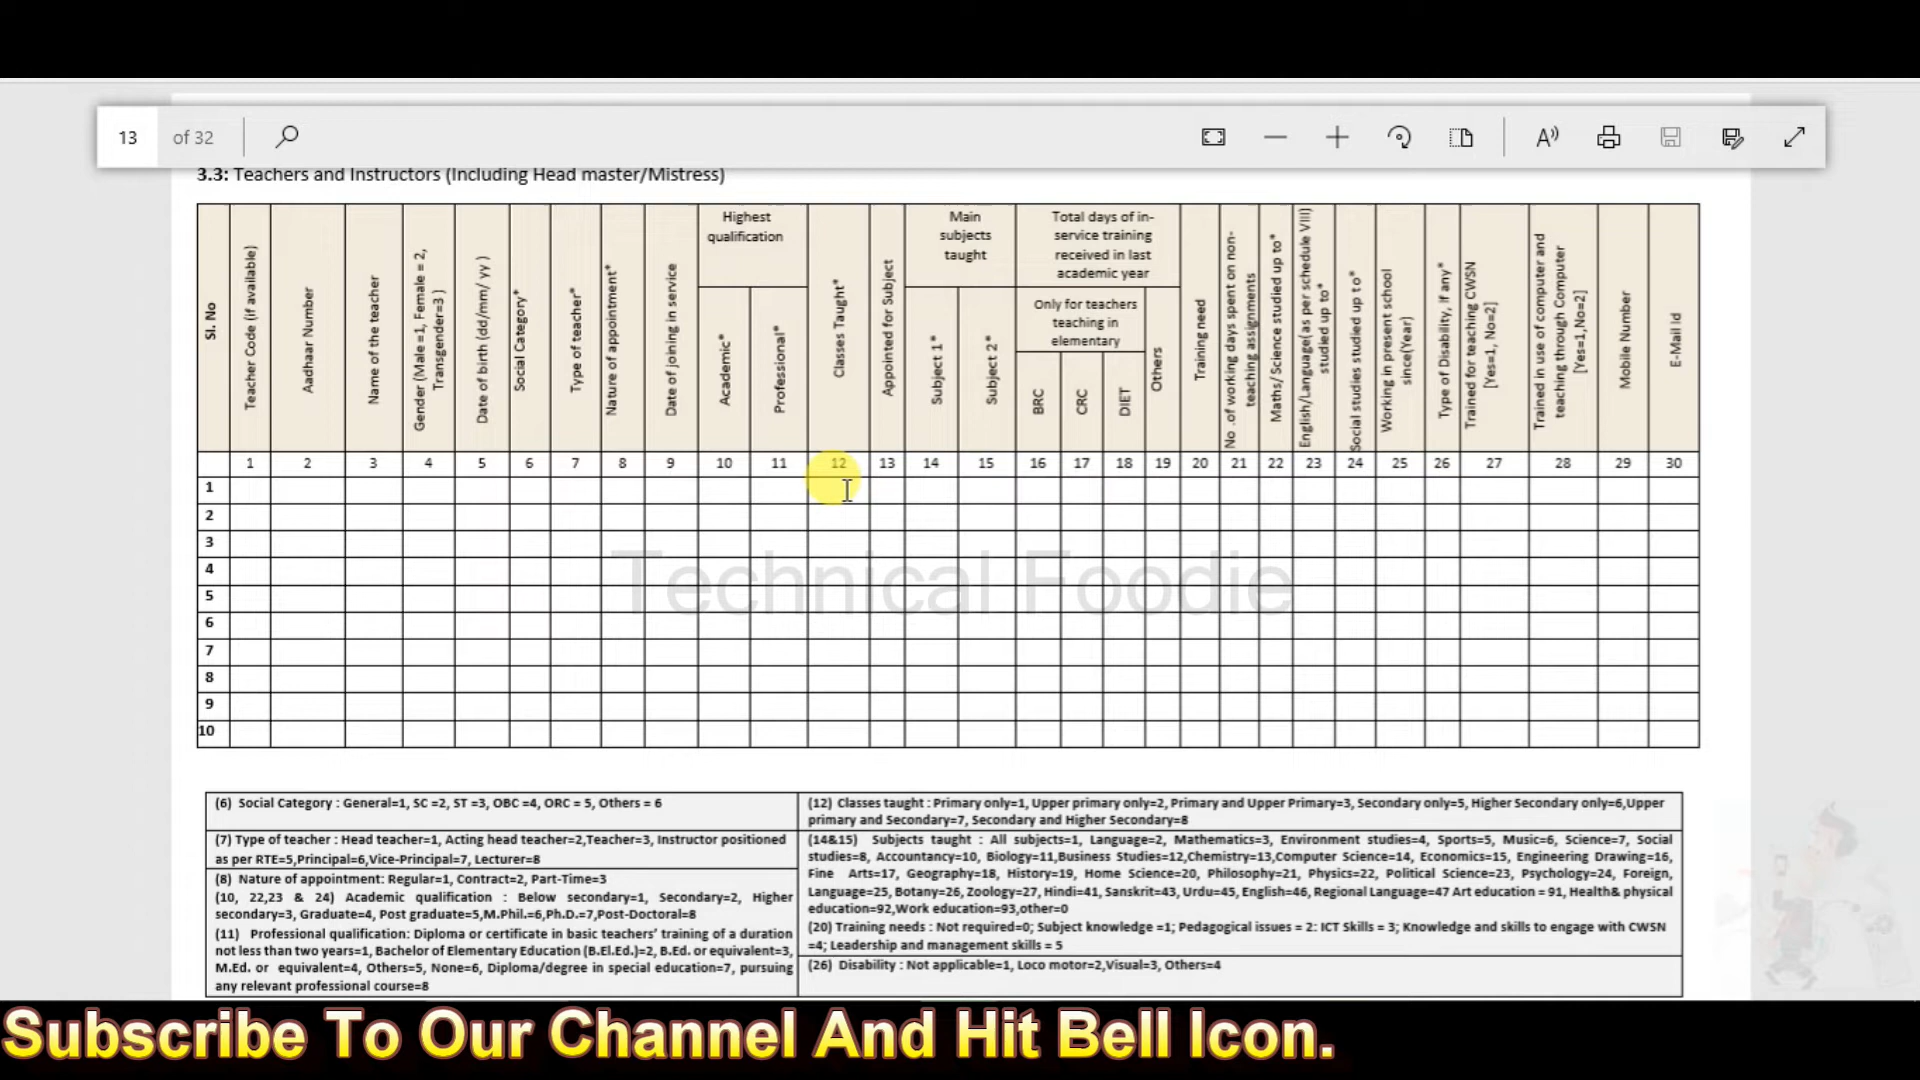 13 of 32
3.3: Teachers and Instructors (Including Head master/Mistress)
Sl. No
Teacher Code (if available)
Aadhaar Number
Name of the teacher
Gender (Male =1, Female = 2,
Transgender=3 )
Date of birth (dd/mm/ yy )
Social Category*
Type of teacher*
Nature of appointment*
Date of joining in service
Highest
qualification
Academic*
Professional*
Classes Taught*
Appointed for Subject
Main
subjects
taught
Subject 1*
Subject 2*
Total days of in-
service training
received in last
academic year
Only for teachers
teaching in
elementary
BRC
CRC
DIET
Others
Training need
No .of working days spent on non-
teaching assignments
Maths/ Science studied up to*
English/Language(as per schedule VIII)
studied up to*
Social studies studied up to*
Working in present school
since(Year)
Type of Disability, if any*
Trained for teaching CWSN
[Yes=1, No=2]
Trained in use of computer and
teaching through Computer
[Yes=1,No=2]
Mobile Number
E-Mail Id
1 2 3 4 5 6 7 8 9 10 11 12 13 14 15 16 17 18 19 20 21 22 23 24 25 26 27 28 29 30
1
2
3
4
5
6
7
8
9
10
Technical Foodie
(6) Social Category : General=1, SC =2, ST =3, OBC =4, ORC = 5, Others = 6
(7) Type of teacher : Head teacher=1, Acting head teacher=2,Teacher=3, Instructor positioned
as per RTE=5,Principal=6,Vice-Principal=7, Lecturer=8
(8) Nature of appointment: Regular=1, Contract=2, Part-Time=3
(10, 22,23 & 24) Academic qualification : Below secondary=1, Secondary=2, Higher
secondary=3, Graduate=4, Post graduate=5,M.Phil.=6,Ph.D.=7,Post-Doctoral=8
(11) Professional qualification: Diploma or certificate in basic teachers’ training of a duration
not less than two years=1, Bachelor of Elementary Education (B.El.Ed.)=2, B.Ed. or equivalent=3,
M.Ed. or equivalent=4, Others=5, None=6, Diploma/degree in special education=7, pursuing
any relevant professional course=8
(12) Classes taught : Primary only=1, Upper primary only=2, Primary and Upper Primary=3, Secondary only=5, Higher Secondary only=6,Upper
primary and Secondary=7, Secondary and Higher Secondary=8
(14&15) Subjects taught : All subjects=1, Language=2, Mathematics=3, Environment studies=4, Sports=5, Music=6, Science=7, Social
studies=8, Accountancy=10, Biology=11,Business Studies=12,Chemistry=13,Computer Science=14, Economics=15, Engineering Drawing=16,
Fine Arts=17, Geography=18, History=19, Home Science=20, Philosophy=21, Physics=22, Political Science=23, Psychology=24, Foreign,
Language=25, Botany=26, Zoology=27, Hindi=41, Sanskrit=43, Urdu=45, English=46, Regional Language=47 Art education = 91, Health& physical
education=92,Work education=93,other=0
(20) Training needs : Not required=0; Subject knowledge =1; Pedagogical issues = 2: ICT Skills = 3; Knowledge and skills to engage with CWSN
=4; Leadership and management skills = 5
(26) Disability : Not applicable=1, Loco motor=2,Visual=3, Others=4
Subscribe To Our Channel And Hit Bell Icon.